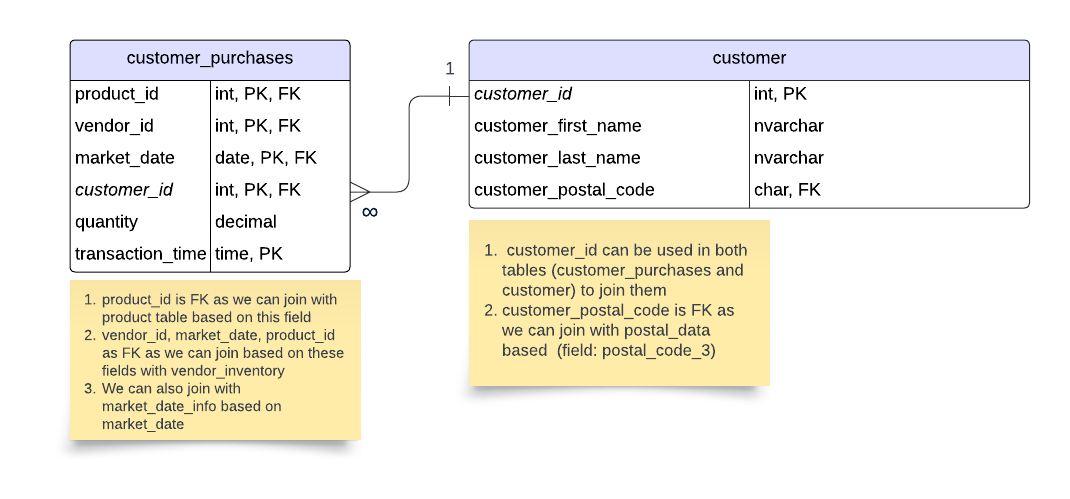 customer_purchases
product_id int, PK, FK
vendor_id int, PK, FK
market_date date, PK, FK
customer_id int, PK, FK
quantity decimal
transaction_time time, PK
∞
1
customer
customer_id int, PK
customer_first_name nvarchar
customer_last_name nvarchar
customer_postal_code char, FK
1. product_id is FK as we can join with
product table based on this field
2. vendor_id, market_date, product_id
as FK as we can join based on these
fields with vendor_inventory
3. We can also join with
market_date_info based on
market_date
1. customer_id can be used in both
tables (customer_purchases and
customer) to join them
2. customer_postal_code is FK as
we can join with postal_data
based (field: postal_code_3)